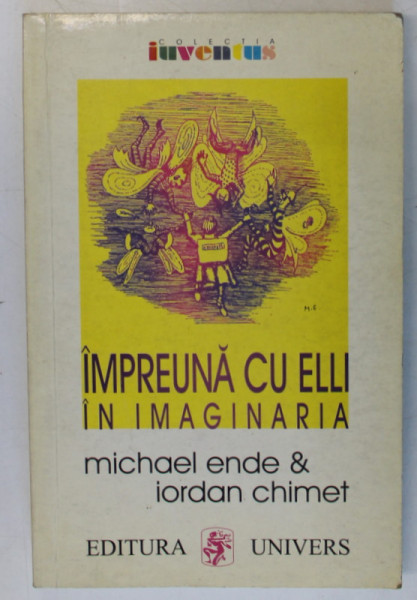 COLECȚIA
iuventus
M.E
ÎMPREUNĂ CU ELLI
ÎN IMAGINARIA
michael ende &
iordan chimet
EDITURA UNIVERS